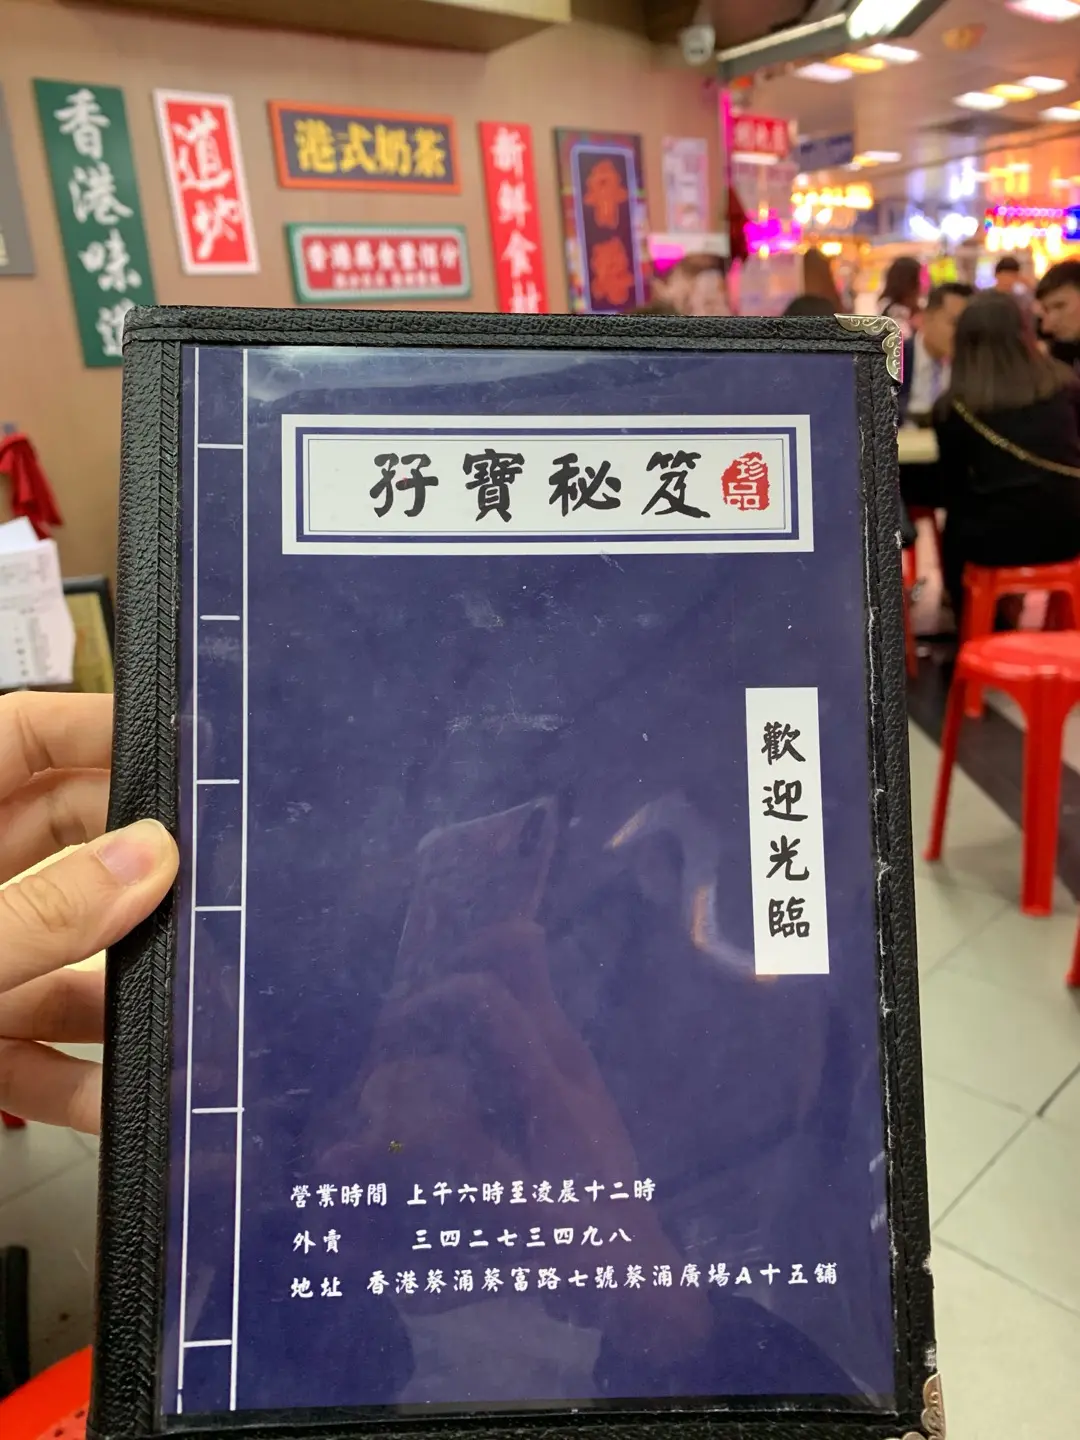 香港味道
道地
港式奶茶
新鮮食材
孖寶秘笈
珍品
歡迎光臨
營業時間 上午六時至凌晨十二時
外賣 三四二七三四九八
地址 香港葵涌葵富路七號葵涌廣場A十五舖